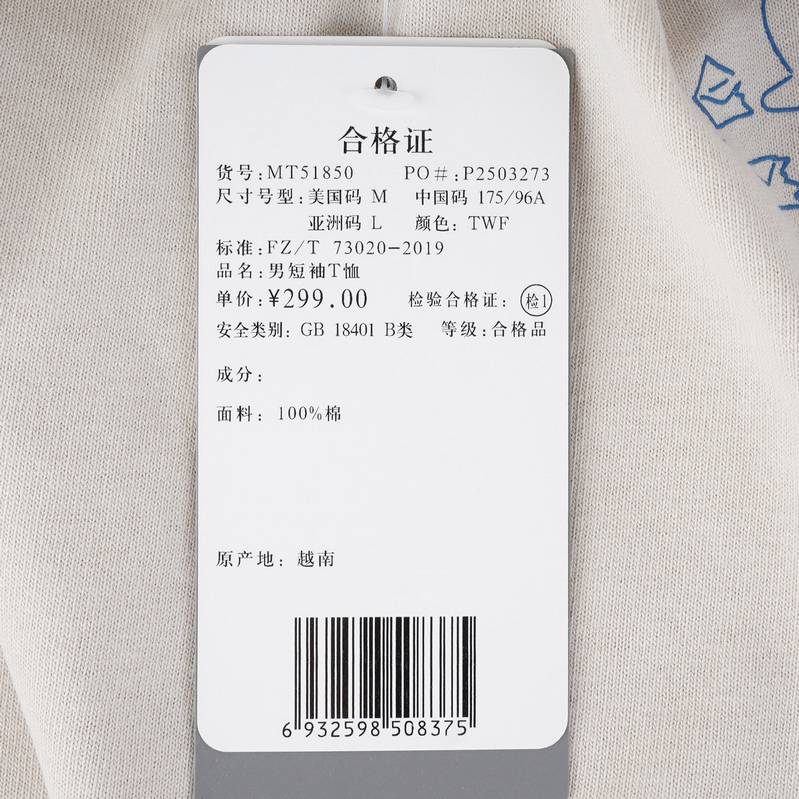 合格证
货号:MT51850 PO#:P2503273
尺寸号型:美国码 M 中国码 175/96A
亚洲码 L 颜色: TWF
标准:FZ/T 73020-2019
品名:男短袖T恤
单价:¥299.00 检验合格证: 检1
安全类别: GB 18401 B类 等级:合格品
成分:
面料: 100%棉
原产地: 越南
6 932598 508375